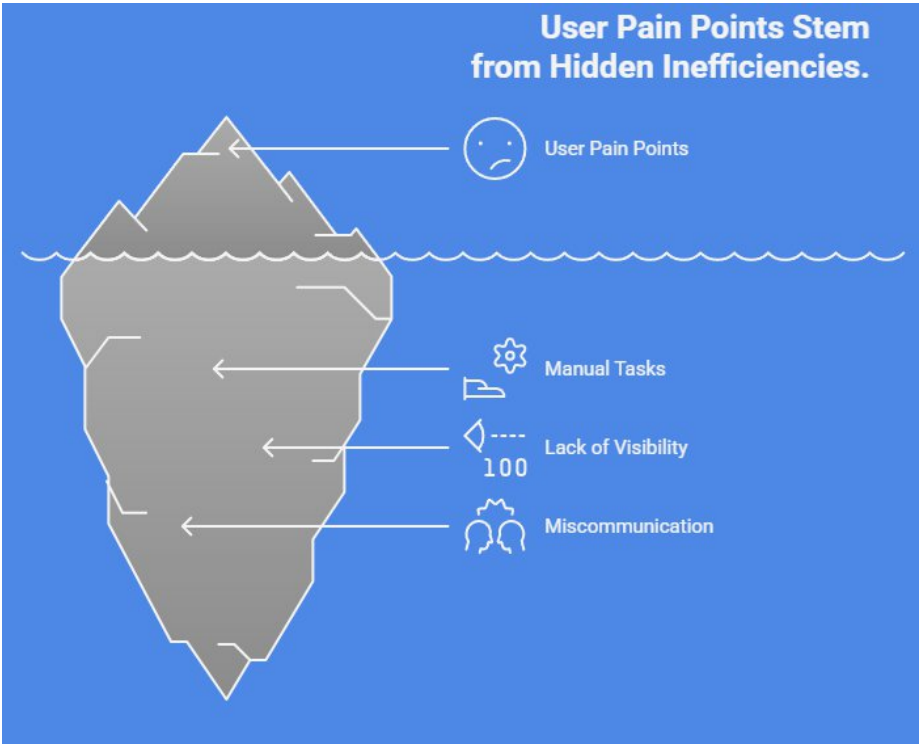 User Pain Points Stem
from Hidden Inefficiencies.
User Pain Points
Manual Tasks
Lack of Visibility
100
Miscommunication